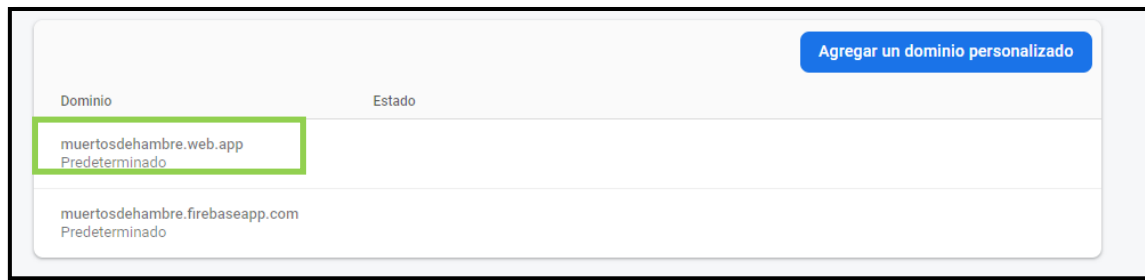 Agregar un dominio personalizado
Dominio Estado
muertosdehambre.web.app
Predeterminado
muertosdehambre.firebaseapp.com
Predeterminado